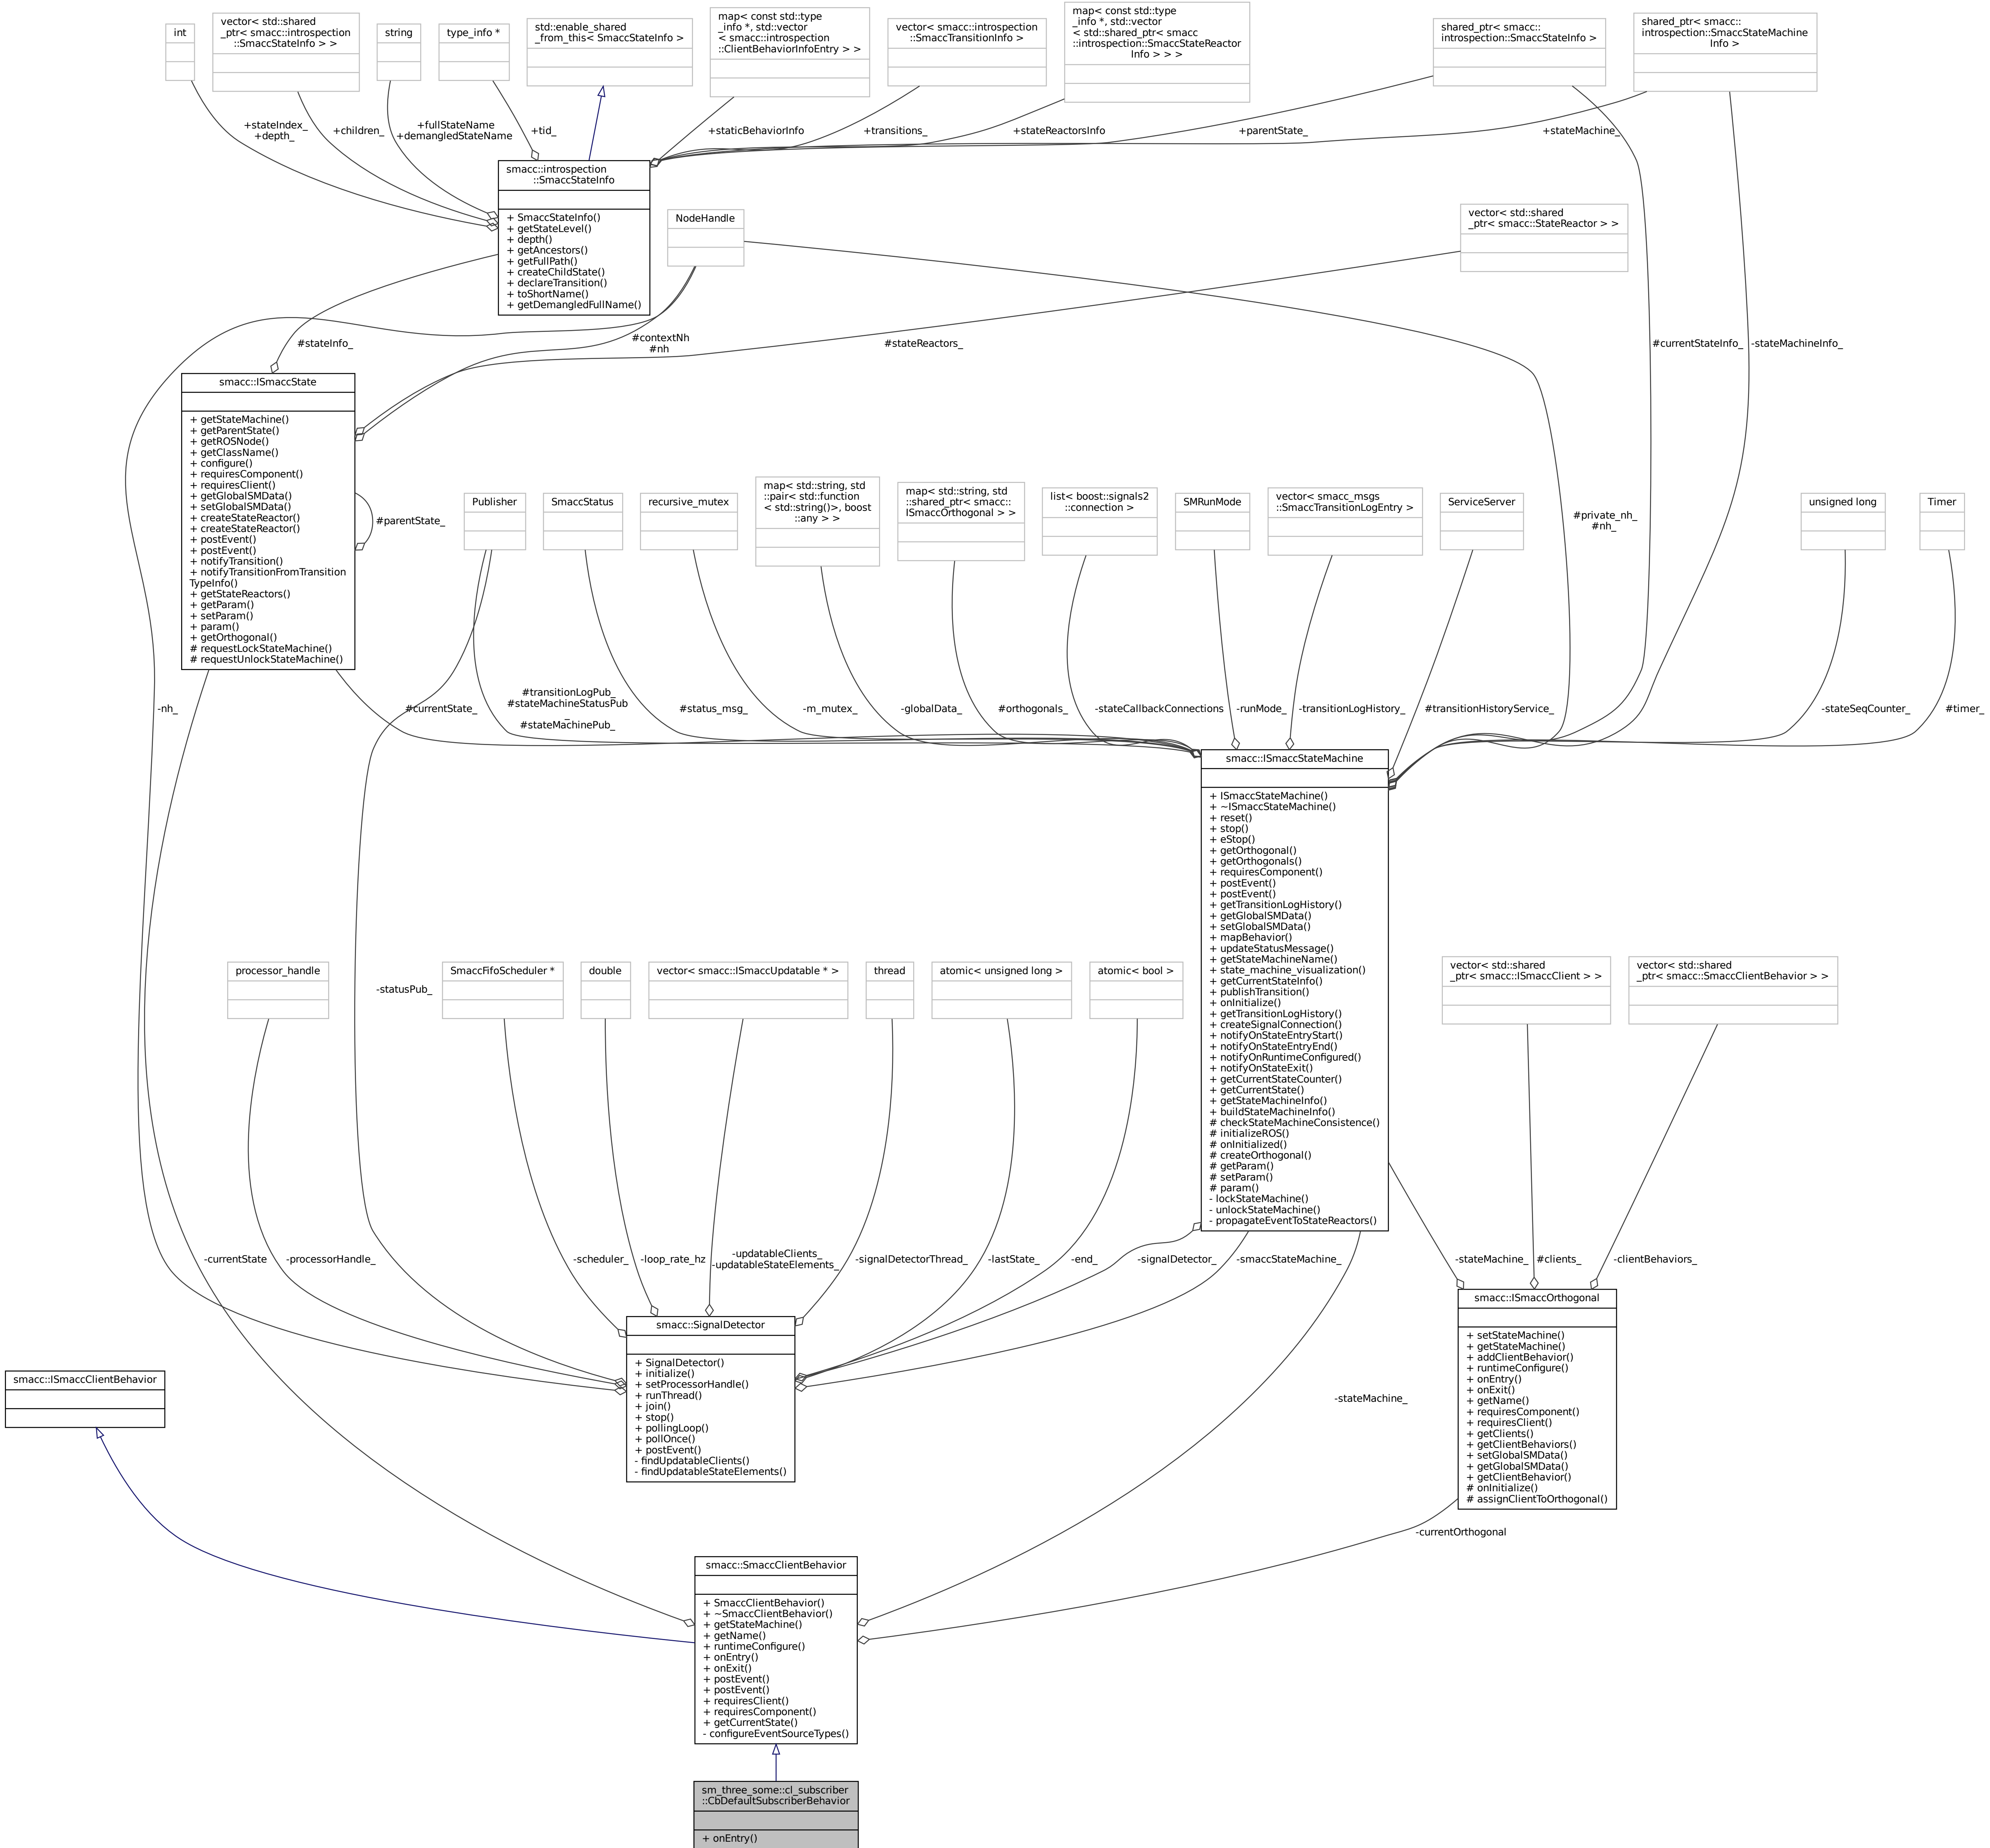 int
vector< std::shared
_ptr< smacc::introspection
::SmaccStateInfo > >
string
type_info *
std::enable_shared
_from_this< SmaccStateInfo >
map< const std::type
_info *, std::vector
< smacc::introspection
::ClientBehaviorInfoEntry > >
vector< smacc::introspection
::SmaccTransitionInfo >
map< const std::type
_info *, std::vector
< std::shared_ptr< smacc
::introspection::SmaccStateReactor
Info > > >
shared_ptr< smacc::
introspection::SmaccStateInfo >
shared_ptr< smacc::
introspection::SmaccStateMachine
Info >
+stateIndex_
+depth_
+children_
+fullStateName
+demangledStateName
+tid_
+staticBehaviorInfo
+transitions_
+stateReactorsInfo
+parentState_
+stateMachine_
smacc::introspection
::SmaccStateInfo
+ SmaccStateInfo()
+ getStateLevel()
+ depth()
+ getAncestors()
+ getFullPath()
+ createChildState()
+ declareTransition()
+ toShortName()
+ getDemangledFullName()
NodeHandle
vector< std::shared
_ptr< smacc::StateReactor > >
#stateInfo_
#contextNh
#nh
#stateReactors_
#currentStateInfo_
-stateMachineInfo_
smacc::ISmaccState
+ getStateMachine()
+ getParentState()
+ getROSNode()
+ getClassName()
+ configure()
+ requiresComponent()
+ requiresClient()
+ getGlobalSMData()
+ setGlobalSMData()
+ createStateReactor()
+ createStateReactor()
+ postEvent()
+ postEvent()
+ notifyTransition()
+ notifyTransitionFromTransition
TypeInfo()
+ getStateReactors()
+ getParam()
+ setParam()
+ param()
+ getOrthogonal()
# requestLockStateMachine()
# requestUnlockStateMachine()
#parentState_
Publisher
SmaccStatus
recursive_mutex
map< std::string, std
::pair< std::function
< std::string()>, boost
::any > >
map< std::string, std
::shared_ptr< smacc::
ISmaccOrthogonal > >
list< boost::signals2
::connection >
SMRunMode
vector< smacc_msgs
::SmaccTransitionLogEntry >
ServiceServer
#private_nh_
#nh_
unsigned long
Timer
-nh_
#currentState_
#transitionLogPub_
#stateMachineStatusPub
_
#stateMachinePub_
#status_msg_
-m_mutex_
-globalData_
#orthogonals_
-stateCallbackConnections
-runMode_
-transitionLogHistory_
#transitionHistoryService_
-stateSeqCounter_
#timer_
smacc::ISmaccStateMachine
+ ISmaccStateMachine()
+ ~ISmaccStateMachine()
+ reset()
+ stop()
+ eStop()
+ getOrthogonal()
+ getOrthogonals()
+ requiresComponent()
+ postEvent()
+ postEvent()
+ getTransitionLogHistory()
+ getGlobalSMData()
+ setGlobalSMData()
+ mapBehavior()
+ updateStatusMessage()
+ getStateMachineName()
+ state_machine_visualization()
+ getCurrentStateInfo()
+ publishTransition()
+ onInitialize()
+ getTransitionLogHistory()
+ createSignalConnection()
+ notifyOnStateEntryStart()
+ notifyOnStateEntryEnd()
+ notifyOnRuntimeConfigured()
+ notifyOnStateExit()
+ getCurrentStateCounter()
+ getCurrentState()
+ getStateMachineInfo()
+ buildStateMachineInfo()
# checkStateMachineConsistence()
# initializeROS()
# onInitialized()
# createOrthogonal()
# getParam()
# setParam()
# param()
- lockStateMachine()
- unlockStateMachine()
- propagateEventToStateReactors()
processor_handle
-statusPub_
SmaccFifoScheduler *
double
vector< smacc::ISmaccUpdatable * >
thread
atomic< unsigned long >
atomic< bool >
vector< std::shared
_ptr< smacc::ISmaccClient > >
vector< std::shared
_ptr< smacc::SmaccClientBehavior > >
-currentState
-processorHandle_
-scheduler_
-loop_rate_hz
-updatableClients_
-updatableStateElements_
-signalDetectorThread_
-lastState_
-end_
-signalDetector_
-smaccStateMachine_
-stateMachine_
#clients_
-clientBehaviors_
smacc::SignalDetector
+ SignalDetector()
+ initialize()
+ setProcessorHandle()
+ runThread()
+ join()
+ stop()
+ pollingLoop()
+ pollOnce()
+ postEvent()
- findUpdatableClients()
- findUpdatableStateElements()
smacc::ISmaccOrthogonal
+ setStateMachine()
+ getStateMachine()
+ addClientBehavior()
+ runtimeConfigure()
+ onEntry()
+ onExit()
+ getName()
+ requiresComponent()
+ requiresClient()
+ getClients()
+ getClientBehaviors()
+ setGlobalSMData()
+ getGlobalSMData()
+ getClientBehavior()
# onInitialize()
# assignClientToOrthogonal()
smacc::ISmaccClientBehavior
-stateMachine_
-currentOrthogonal
smacc::SmaccClientBehavior
+ SmaccClientBehavior()
+ ~SmaccClientBehavior()
+ getStateMachine()
+ getName()
+ runtimeConfigure()
+ onEntry()
+ onExit()
+ postEvent()
+ postEvent()
+ requiresClient()
+ requiresComponent()
+ getCurrentState()
- configureEventSourceTypes()
sm_three_some::cl_subscriber
::CbDefaultSubscriberBehavior
+ onEntry()